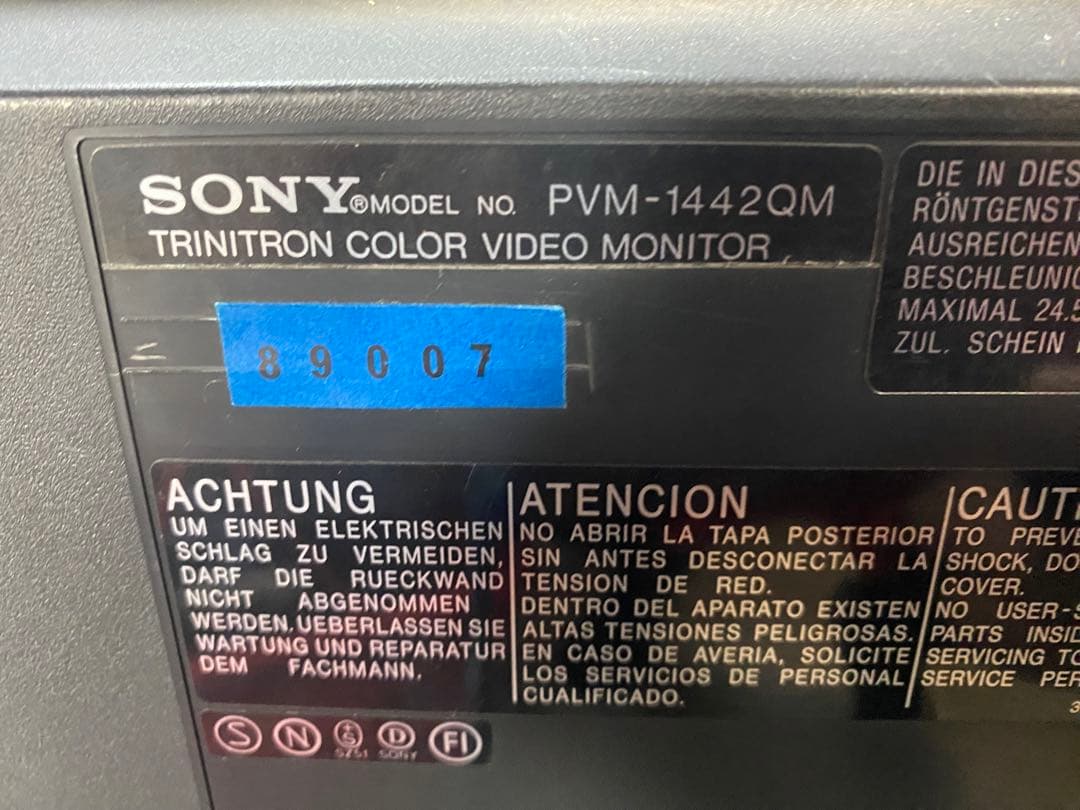 SONY® MODEL NO. PVM-1442QM
TRINITRON COLOR VIDEO MONITOR
89007
DIE IN DIES
RÖNTGENST
AUSREICHEN
BESCHLEUNIG
MAXIMAL 24.5
ZUL. SCHEIN
ACHTUNG
UM EINEN ELEKTRISCHEN
SCHLAG ZU VERMEIDEN,
DARF DIE RUECKWAND
NICHT ABGENOMMEN
WERDEN. UEBERLASSEN SIE
WARTUNG UND REPARATUR
DEM FACHMANN.
ATENCION
NO ABRIR LA TAPA POSTERIOR
SIN ANTES DESCONECTAR LA
TENSION DE RED.
DENTRO DEL APARATO EXISTEN
ALTAS TENSIONES PELIGROSAS.
EN CASO DE AVERIA, SOLICITE
LOS SERVICIOS DE PERSONAL
CUALIFICADO.
CAUT
TO PREVE
SHOCK, DO
COVER.
NO USER-S
PARTS INSID
SERVICING TO
SERVICE PER
3
S N S D FI
SONY